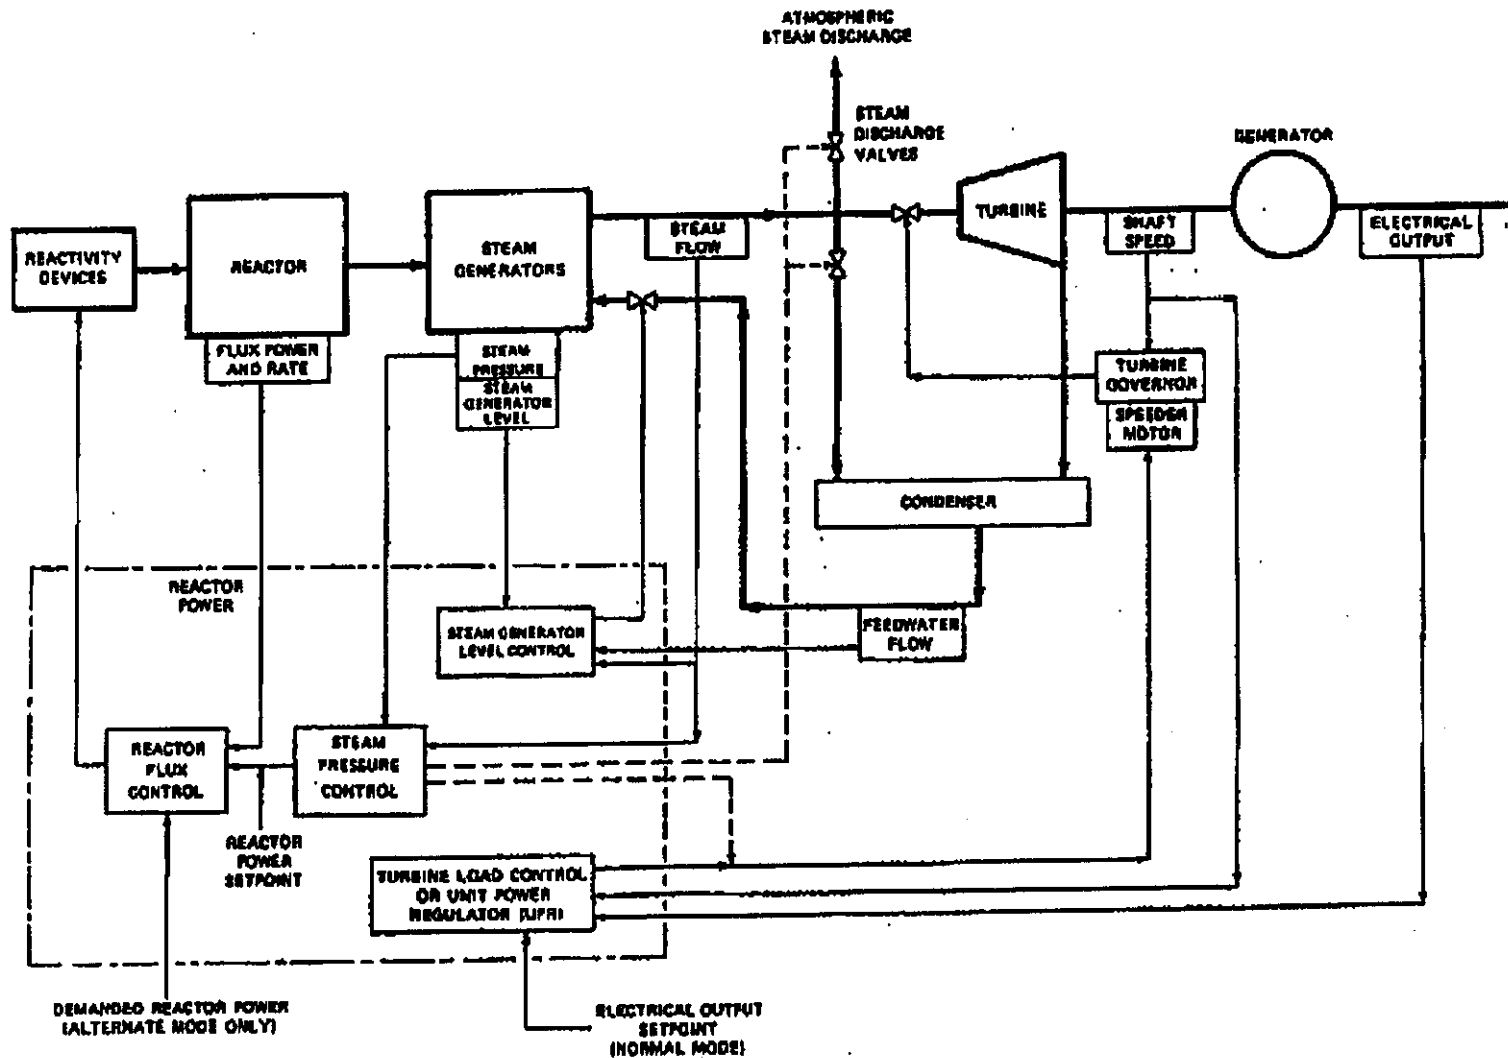 ATMOSPHERIC
STEAM DISCHARGE
STEAM
DISCHARGE
VALVES
GENERATOR
REACTIVITY
DEVICES
REACTOR
STEAM
GENERATORS
STEAM
FLOW
TURBINE
SHAFT
SPEED
ELECTRICAL
OUTPUT
FLUX POWER
AND RATE
STEAM
PRESSURE
STEAM
GENERATOR
LEVEL
TURBINE
GOVERNOR
SPEEDER
MOTOR
CONDENSER
REACTOR
POWER
STEAM GENERATOR
LEVEL CONTROL
FEEDWATER
FLOW
REACTOR
FLUX
CONTROL
STEAM
PRESSURE
CONTROL
REACTOR
POWER
SETPOINT
TURBINE LOAD CONTROL
OR UNIT POWER
REGULATOR (UPR)
DEMANDED REACTOR POWER
(ALTERNATE MODE ONLY)
ELECTRICAL OUTPUT
SETPOINT
(NORMAL MODE)